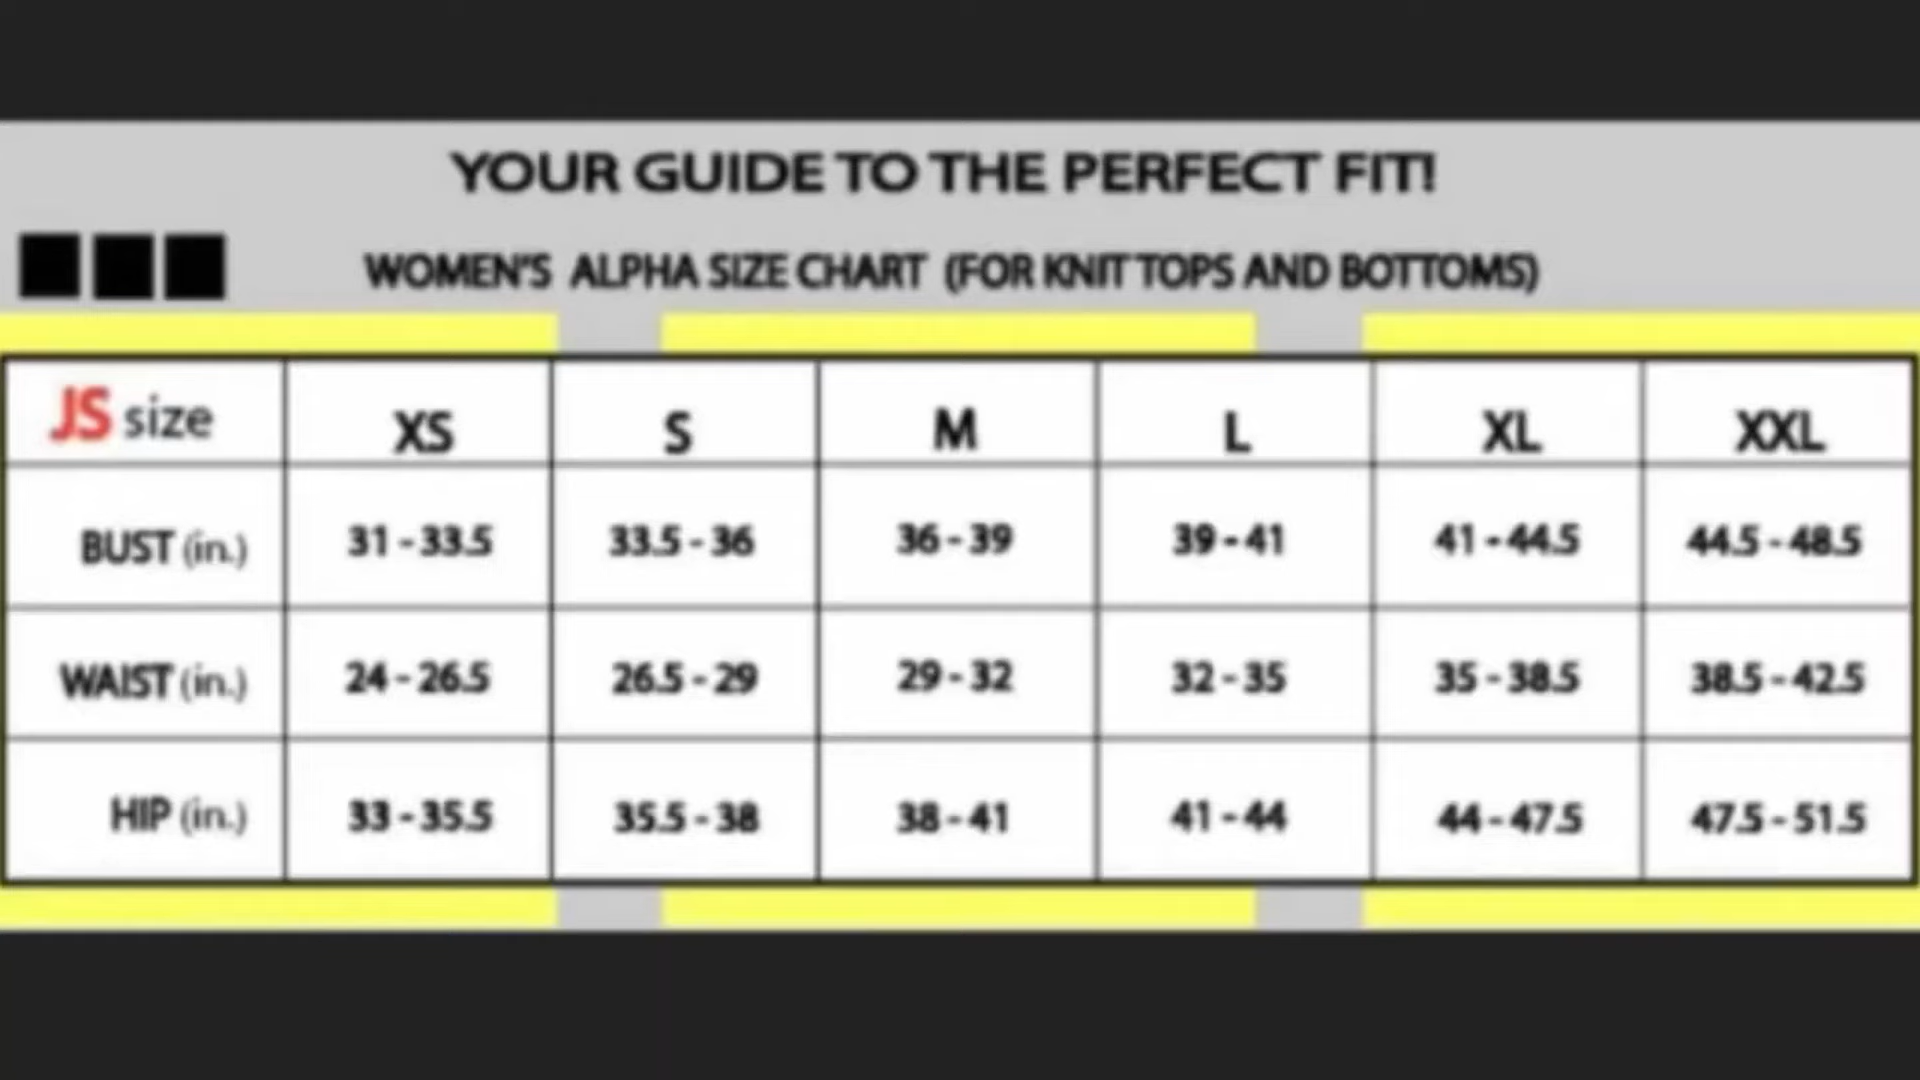 YOUR GUIDE TO THE PERFECT FIT!
WOMEN'S ALPHA SIZE CHART (FOR KNIT TOPS AND BOTTOMS)
JS size XS S M L XL XXL
BUST (in.) 31 - 33.5 33.5 - 36 36 - 39 39 - 41 41 - 44.5 44.5 - 48.5
WAIST (in.) 24 - 26.5 26.5 - 29 29 - 32 32 - 35 35 - 38.5 38.5 - 42.5
HIP (in.) 33 - 35.5 35.5 - 38 38 - 41 41 - 44 44 - 47.5 47.5 - 51.5